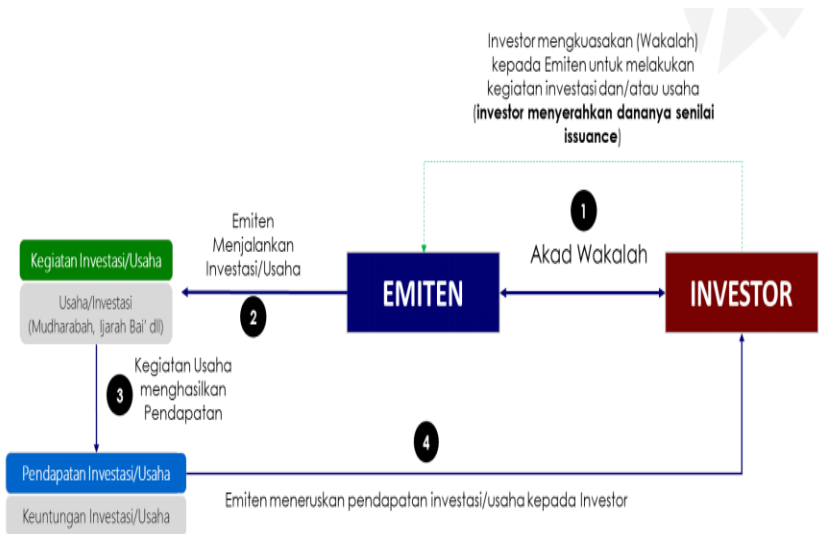 Investor mengkuasakan (Wakalah)
kepada Emiten untuk melakukan
kegiatan investasi dan/atau usaha
(investor menyerahkan dananya senilai
issuance)
1
Akad Wakalah
Emiten
Menjalankan
Investasi/Usaha
EMITEN
INVESTOR
2
Kegiatan Investasi/Usaha
Usaha/Investasi
(Mudharabah, Ijarah Bai' dll)
3
Kegiatan Usaha
menghasilkan
Pendapatan
4
Pendapatan Investasi/Usaha
Keuntungan Investasi/Usaha
Emiten meneruskan pendapatan investasi/usaha kepada Investor